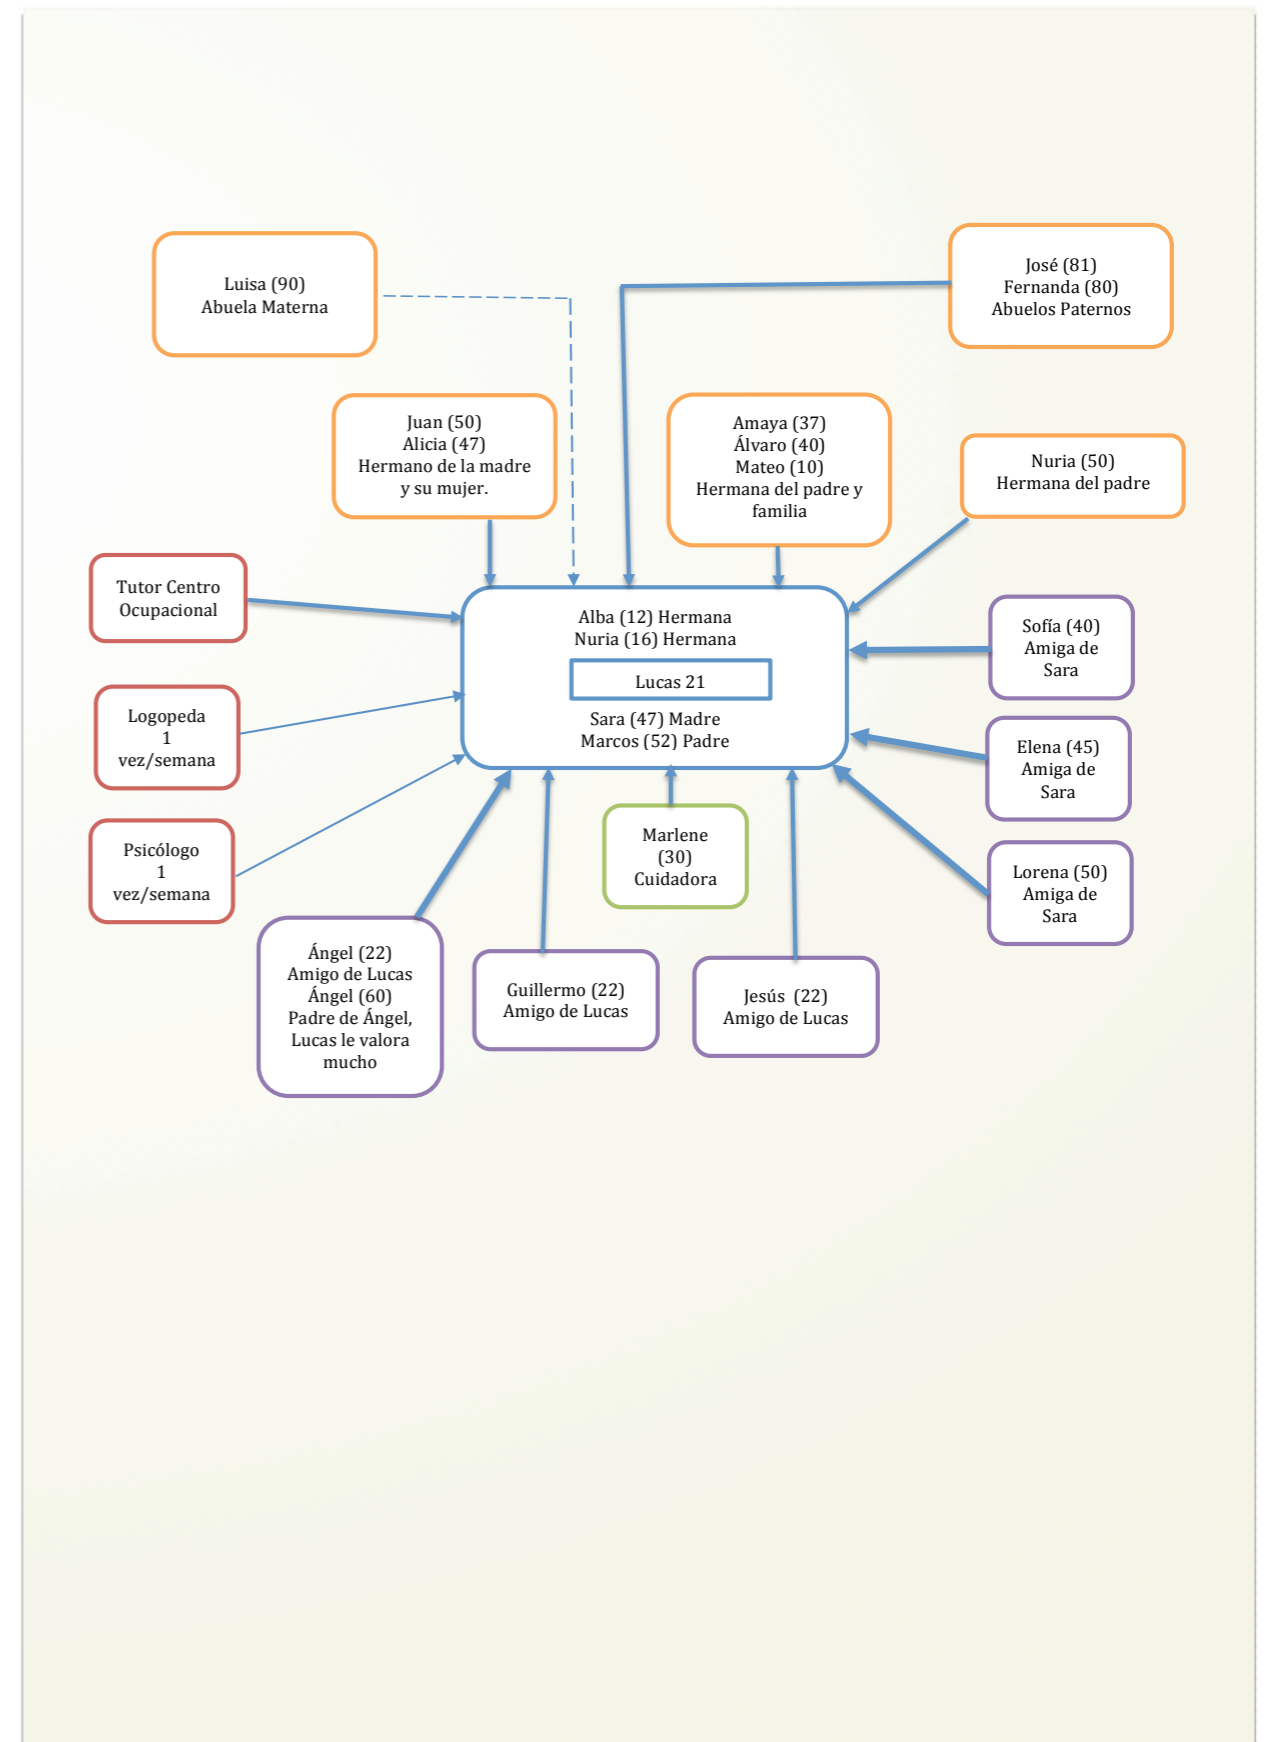 Luisa (90)
Abuela Materna
José (81)
Fernanda (80)
Abuelos Paternos
Juan (50)
Alicia (47)
Hermano de la madre
y su mujer.
Amaya (37)
Álvaro (40)
Mateo (10)
Hermana del padre y
familia
Nuria (50)
Hermana del padre
Tutor Centro
Ocupacional
Alba (12) Hermana
Nuria (16) Hermana
Lucas 21
Sara (47) Madre
Marcos (52) Padre
Sofía (40)
Amiga de
Sara
Logopeda
1
vez/semana
Elena (45)
Amiga de
Sara
Psicólogo
1
vez/semana
Marlene
(30)
Cuidadora
Lorena (50)
Amiga de
Sara
Ángel (22)
Amigo de Lucas
Ángel (60)
Padre de Ángel,
Lucas le valora
mucho
Guillermo (22)
Amigo de Lucas
Jesús (22)
Amigo de Lucas